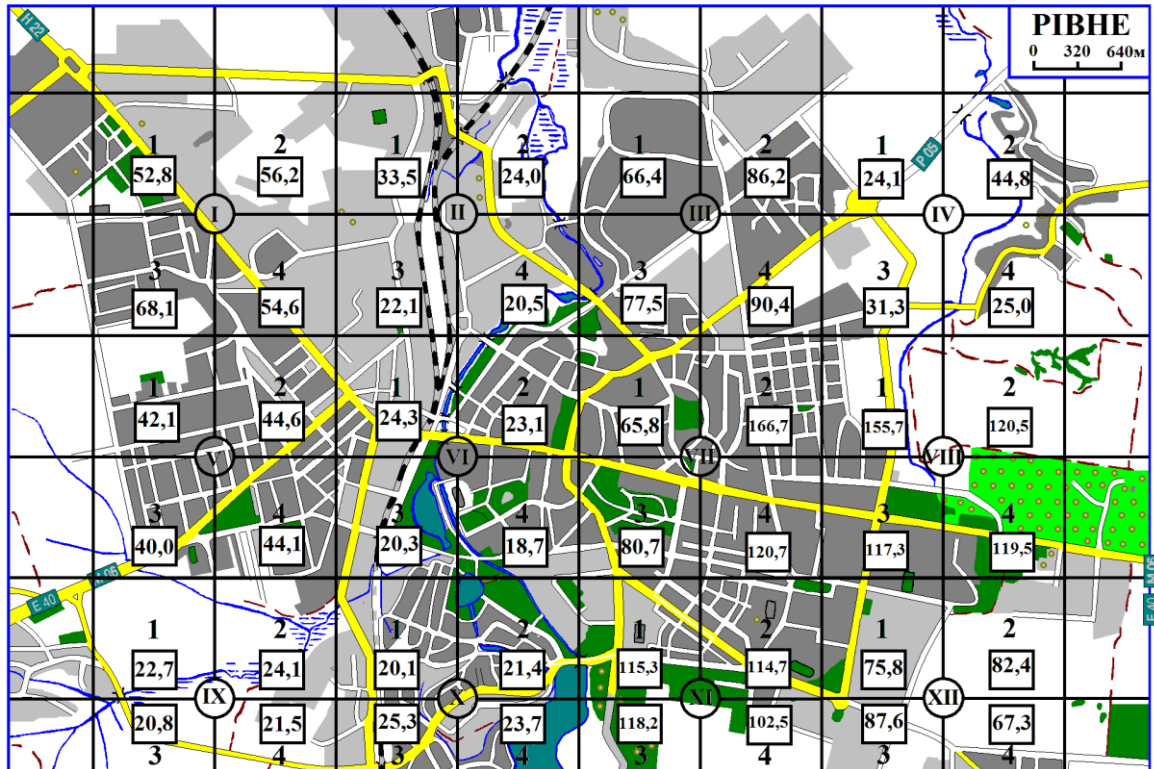 H 22
РІВНЕ
0 320 640м
P 05
1 2 1 2 1 2 1 2
52,8 56,2 33,5 24,0 66,4 86,2 24,1 44,8
I II III IV
3 4 3 4 3 4 3 4
68,1 54,6 22,1 20,5 77,5 90,4 31,3 25,0
1 2 1 2 1 2 1 2
42,1 44,6 24,3 23,1 65,8 166,7 155,7 120,5
V VI VII VIII
3 4 3 4 3 4 3 4
40,0 44,1 20,3 18,7 80,7 120,7 117,3 119,5
M 06 M 06
E 40 E 40
1 2 1 2 1 2 1 2
22,7 24,1 20,1 21,4 115,3 114,7 75,8 82,4
IX X XI XII
20,8 21,5 25,3 23,7 118,2 102,5 87,6 67,3
3 4 3 4 3 4 3 4